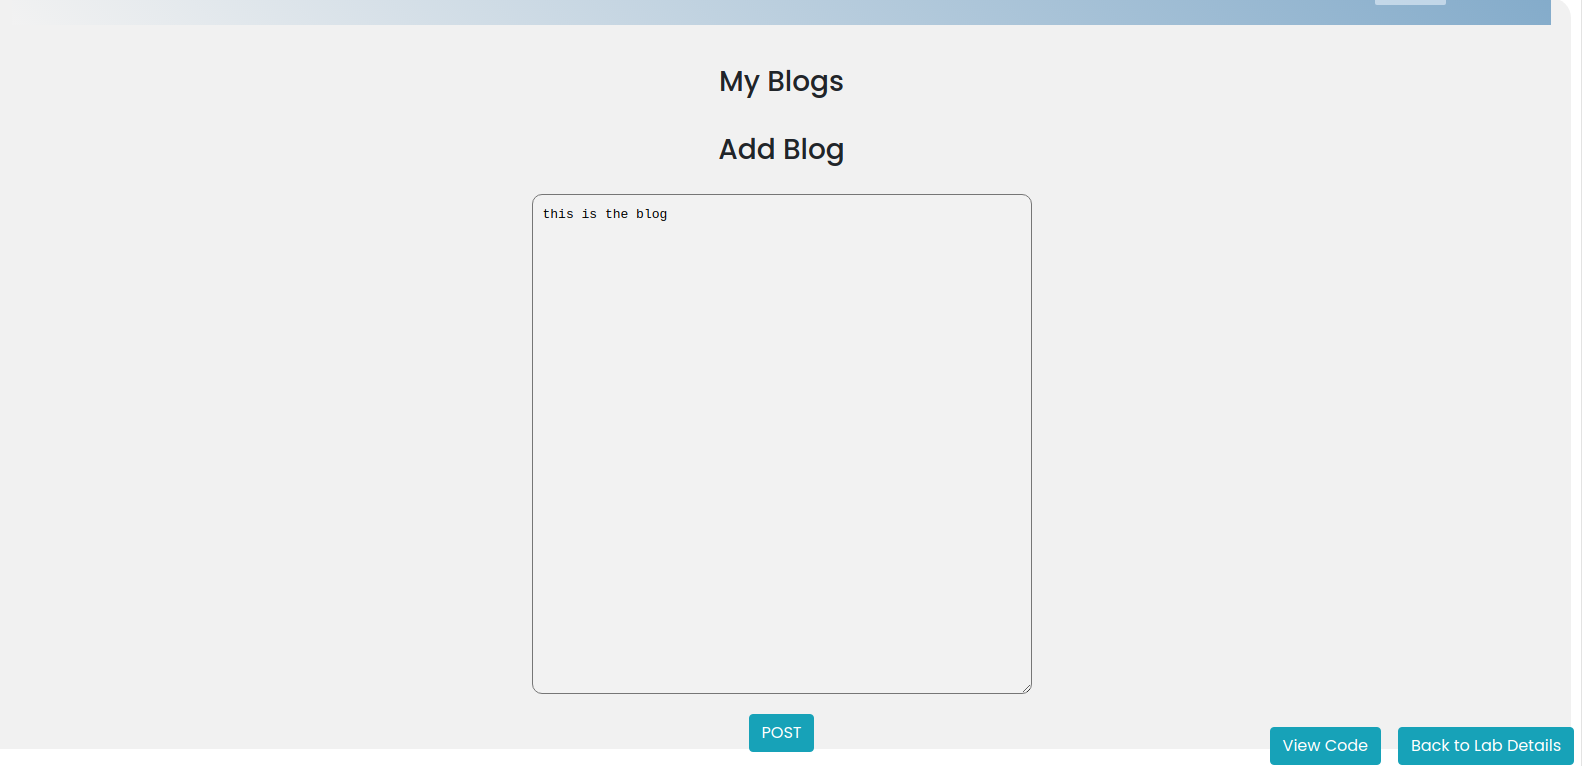 My Blogs
Add Blog
this is the blog
POST
View Code
Back to Lab Details